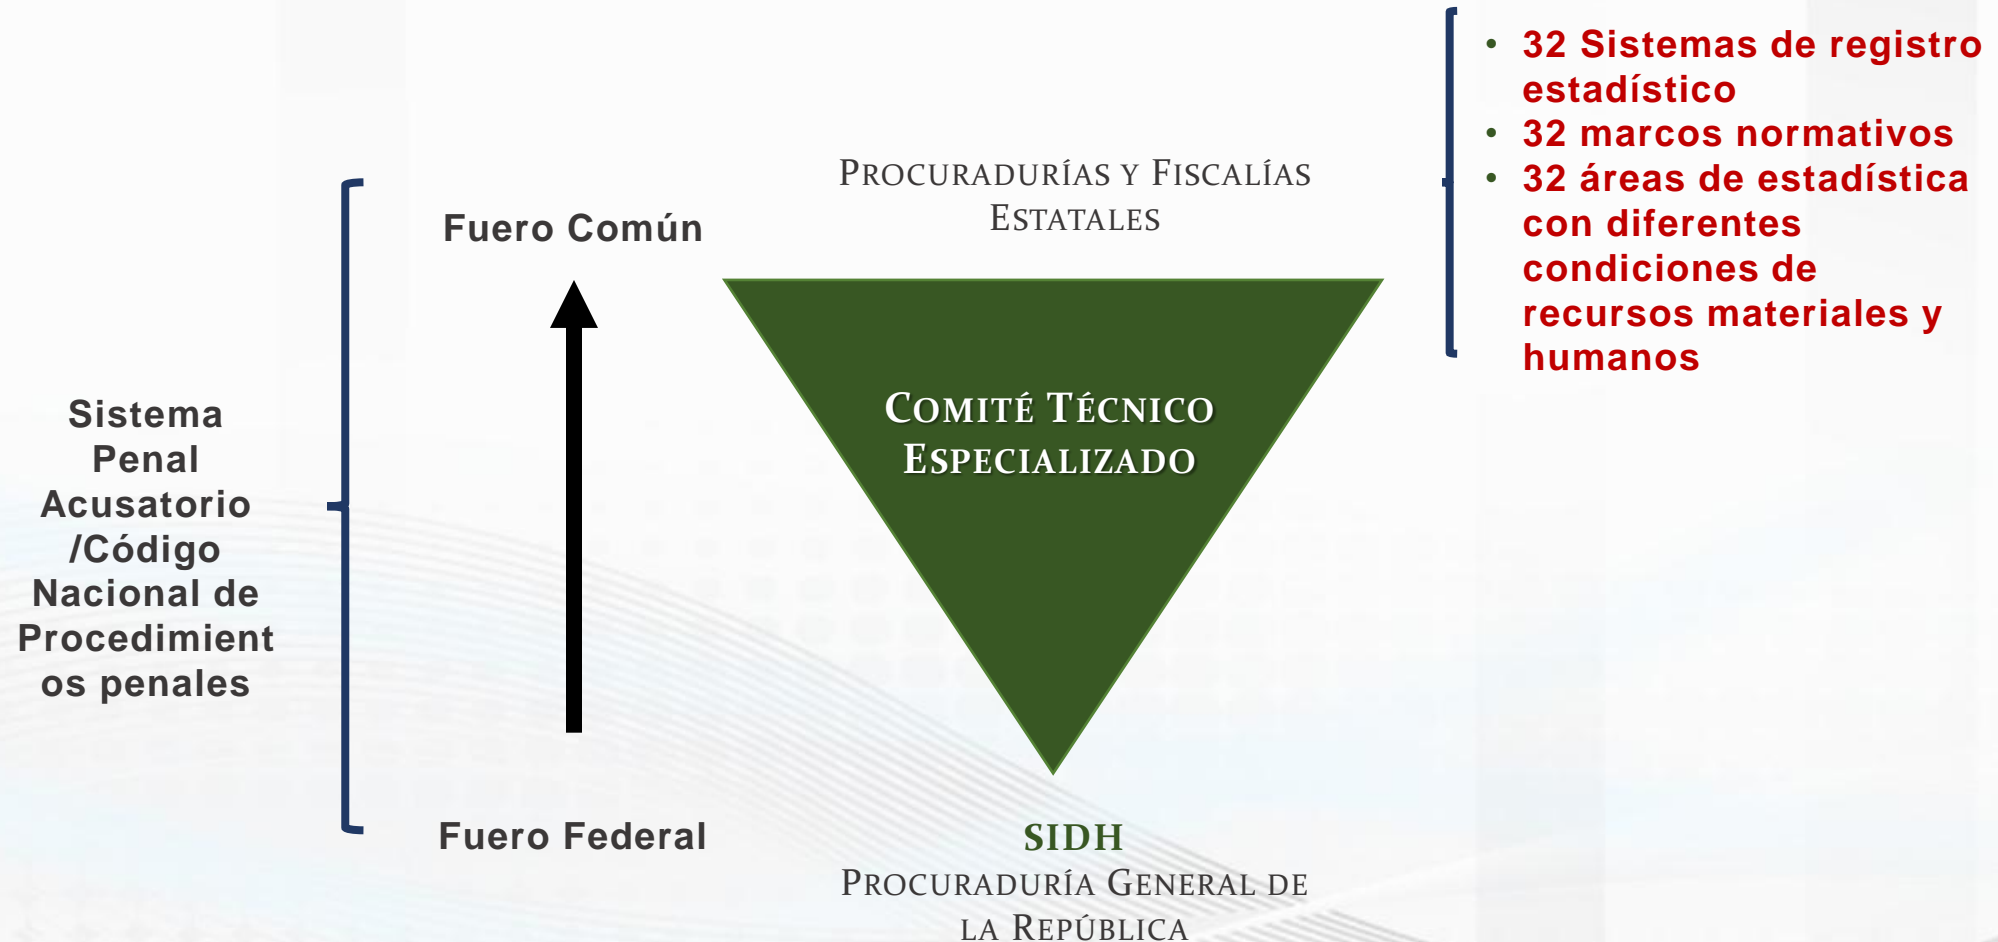 Sistema
Penal
Acusatorio
/Código
Nacional de
Procedimient
os penales
Fuero Común
Fuero Federal
PROCURADURÍAS Y FISCALÍAS
ESTATALES
COMITÉ TÉCNICO
ESPECIALIZADO
SIDH
PROCURADURÍA GENERAL DE
LA REPÚBLICA
• 32 Sistemas de registro
estadístico
• 32 marcos normativos
• 32 áreas de estadística
con diferentes
condiciones de
recursos materiales y
humanos